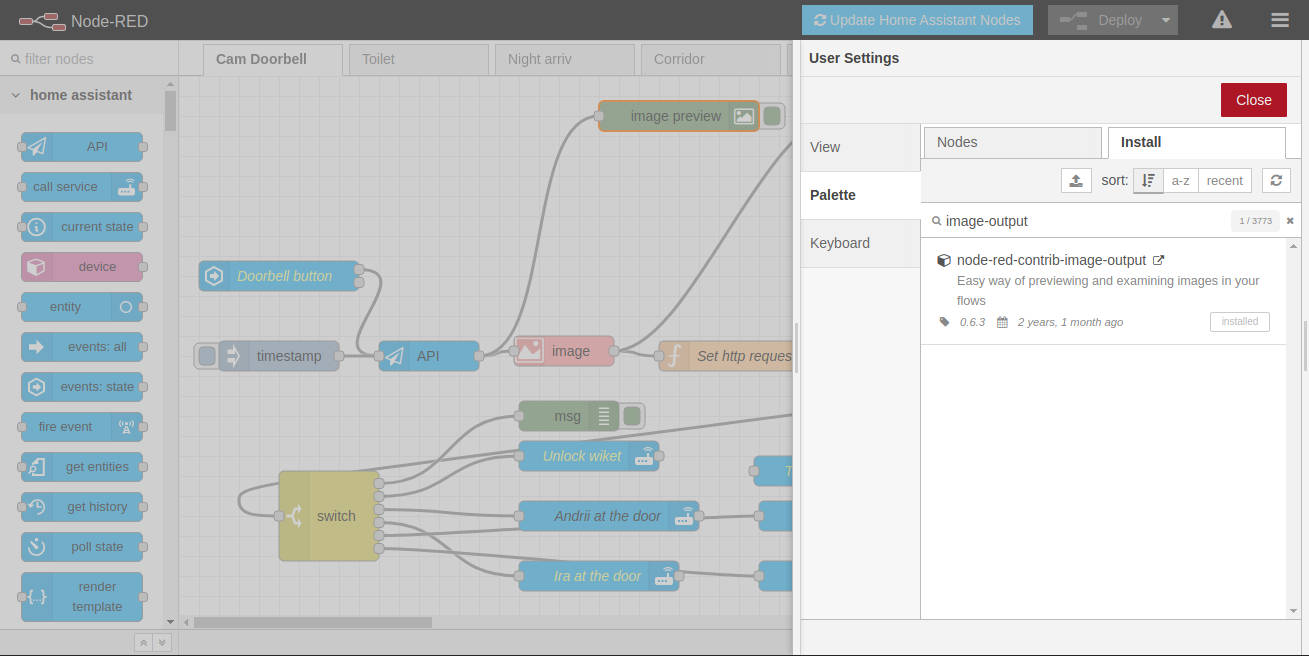 Node-RED
Update Home Assistant Nodes
Deploy
filter nodes
Cam Doorbell
Toilet
Night arriv
Corridor
home assistant
API
call service
current state
device
entity
events: all
events: state
fire event
get entities
get history
poll state
render
template
image preview
Doorbell button
timestamp
API
image
Set http reques
msg
Unlock wiket
T
switch
Andrii at the door
Ira at the door
User Settings
Close
View
Palette
Keyboard
Nodes
Install
sort:
a-z
recent
image-output
1 / 3773
node-red-contrib-image-output
Easy way of previewing and examining images in your
flows
0.6.3
2 years, 1 month ago
installed